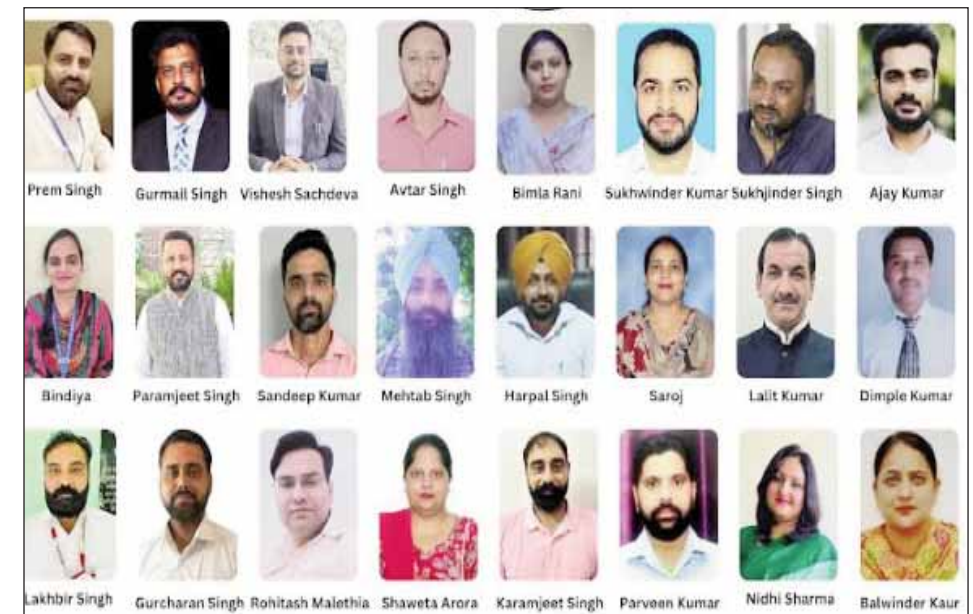 Prem Singh Gurmail Singh Vishesh Sachdeva Avtar Singh Bimla Rani Sukhwinder Kumar Sukhjinder Singh Ajay Kumar
Bindiya Paramjeet Singh Sandeep Kumar Mehtab Singh Harpal Singh Saroj Lalit Kumar Dimple Kumar
Lakhbir Singh Gurcharan Singh Rohitash Malethia Shaweta Arora Karamjeet Singh Parveen Kumar Nidhi Sharma Balwinder Kaur